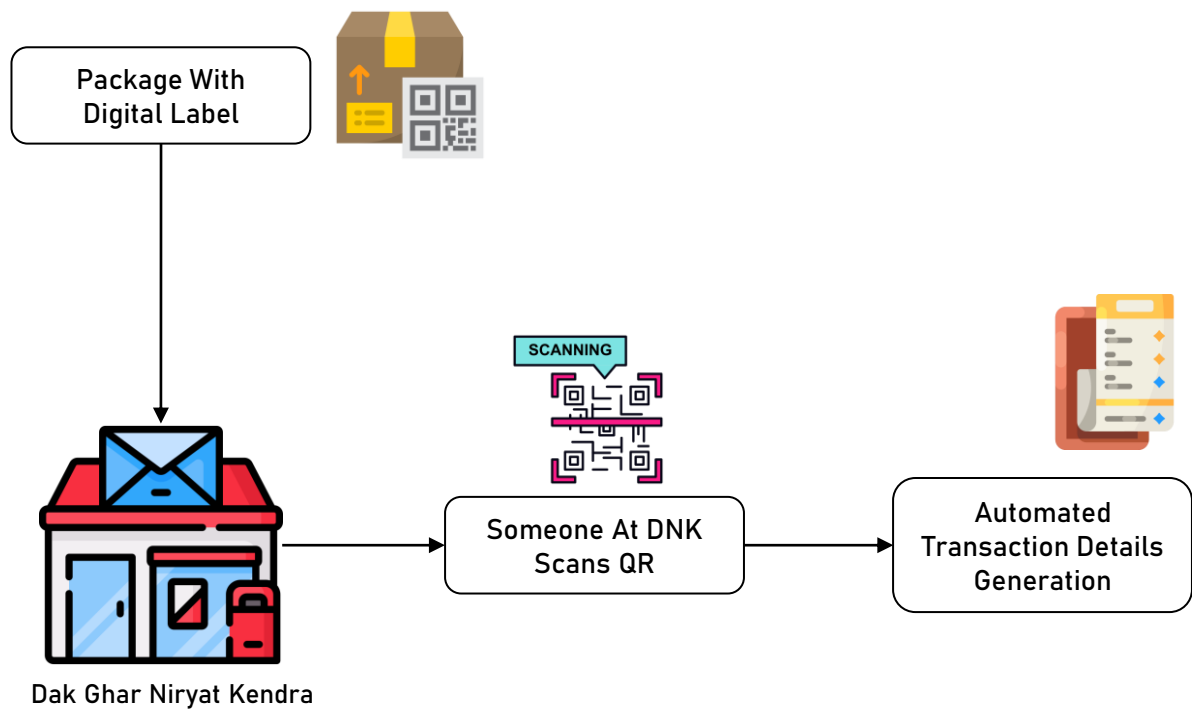 Package With
Digital Label
SCANNING
Someone At DNK
Scans QR
Automated
Transaction Details
Generation
Dak Ghar Niryat Kendra